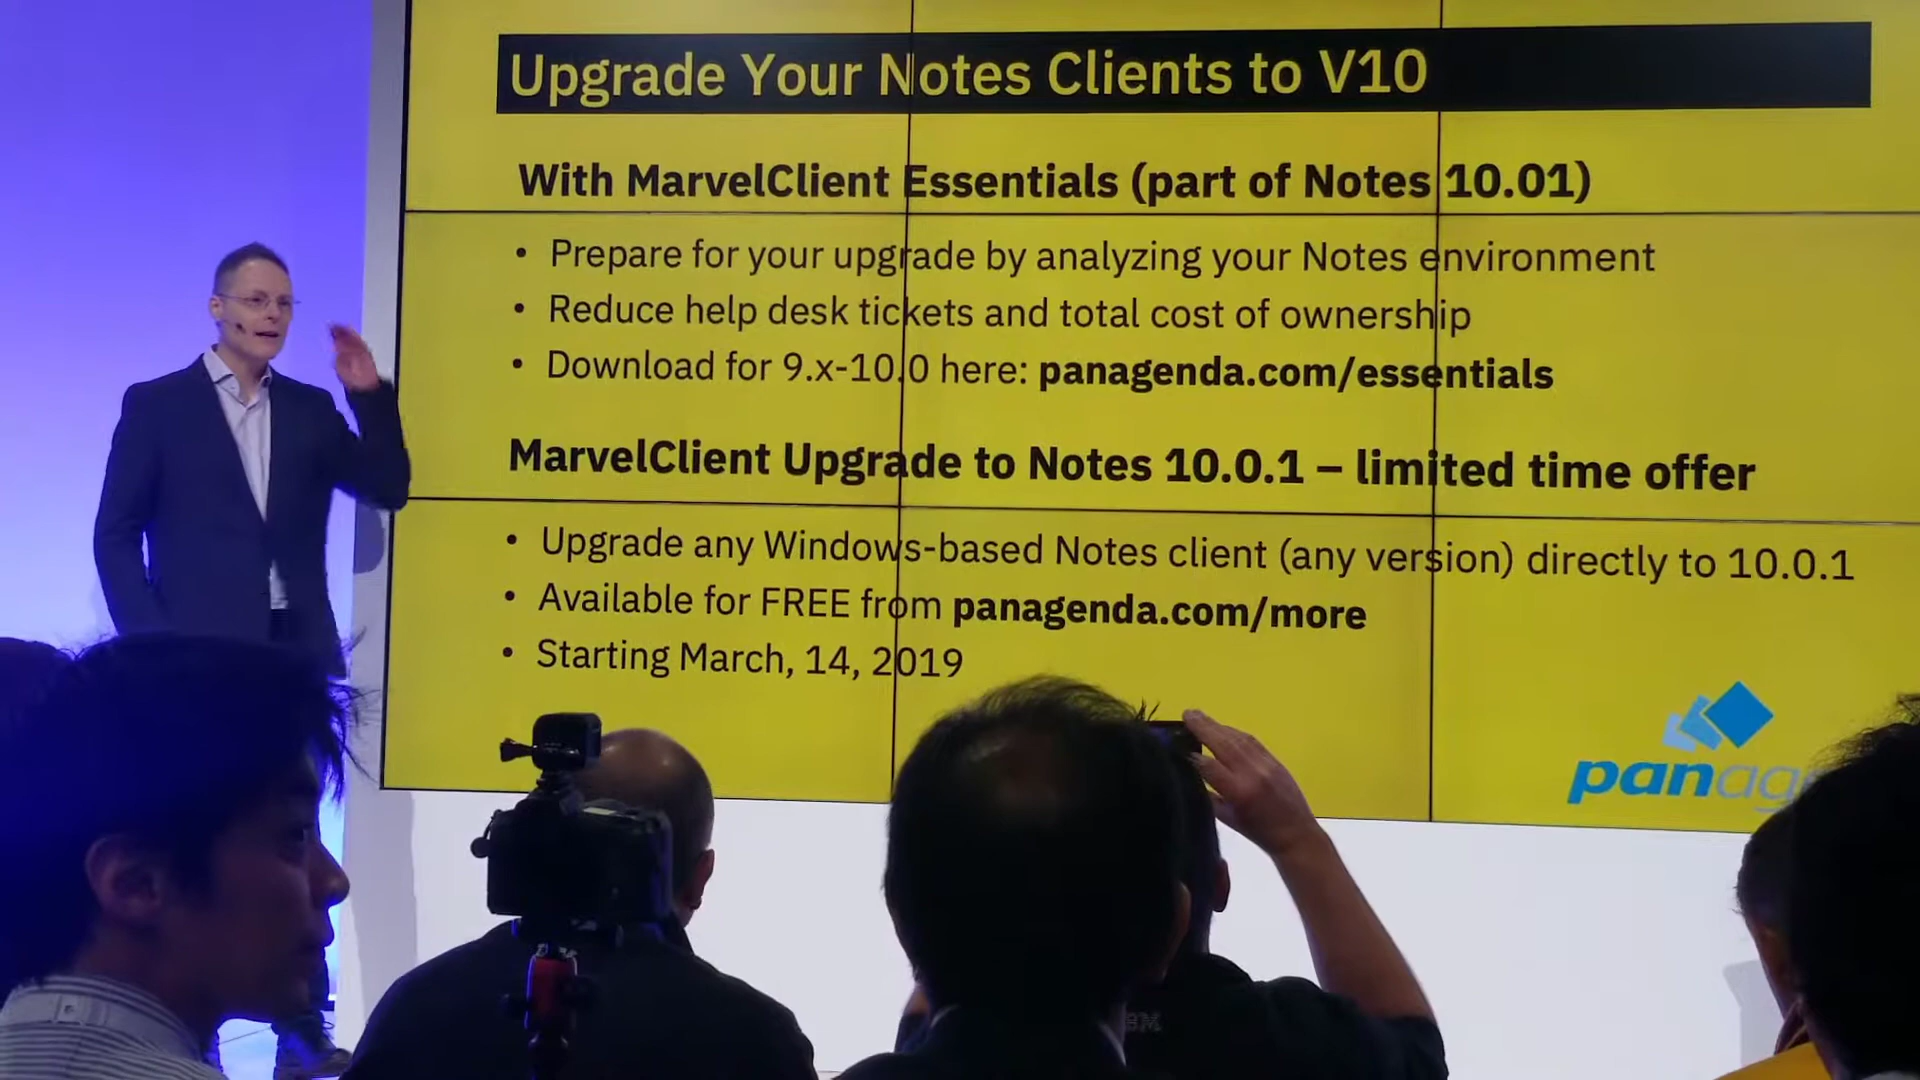 Upgrade Your Notes Clients to V10
With MarvelClient Essentials (part of Notes 10.01)
• Prepare for your upgrade by analyzing your Notes environment
• Reduce help desk tickets and total cost of ownership
• Download for 9.x-10.0 here: panagenda.com/essentials
MarvelClient Upgrade to Notes 10.0.1 – limited time offer
• Upgrade any Windows-based Notes client (any version) directly to 10.0.1
• Available for FREE from panagenda.com/more
• Starting March, 14, 2019
panag